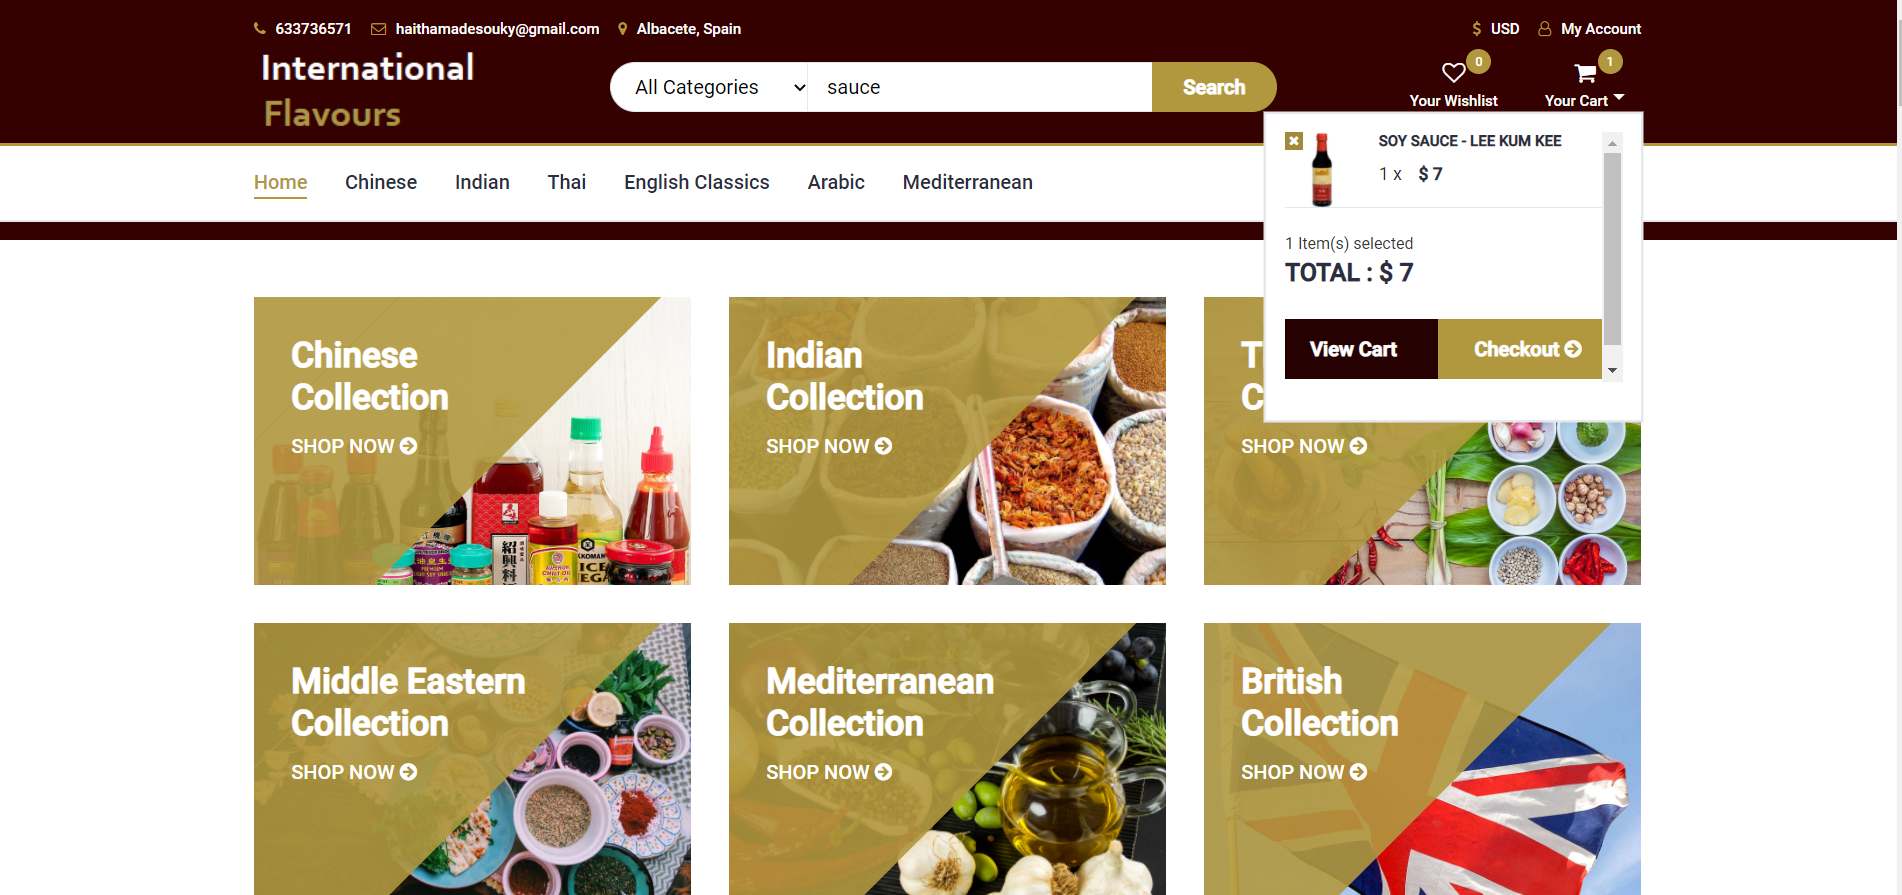 633736571 haithamadesouky@gmail.com Albacete, Spain
$ USD My Account
International
Flavours
All Categories sauce Search
0
Your Wishlist
1
Your Cart
SOY SAUCE - LEE KUM KEE
1 x $ 7
1 Item(s) selected
TOTAL : $ 7
View Cart Checkout
Home Chinese Indian Thai English Classics Arabic Mediterranean
Chinese
Collection
SHOP NOW
紹興料
Indian
Collection
SHOP NOW
T
C
SHOP NOW
Middle Eastern
Collection
SHOP NOW
Mediterranean
Collection
SHOP NOW
British
Collection
SHOP NOW